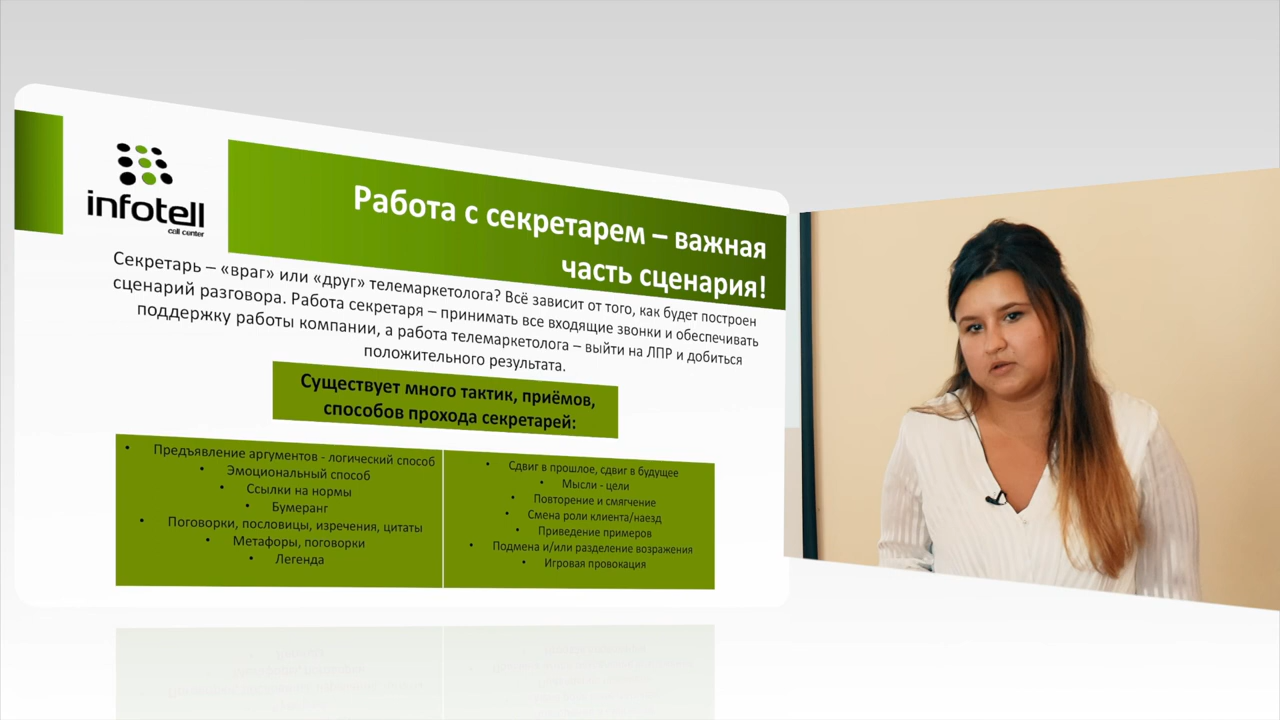 infotell
call center
Работа с секретарем – важная
часть сценария!
Секретарь – «враг» или «друг» телемаркетолога? Всё зависит от того, как будет построен
сценарий разговора. Работа секретаря – принимать все входящие звонки и обеспечивать
поддержку работы компании, а работа телемаркетолога – выйти на ЛПР и добиться
положительного результата.
Существует много тактик, приёмов,
способов прохода секретарей:
• Предъявление аргументов - логический способ
• Эмоциональный способ
• Ссылки на нормы
• Бумеранг
• Поговорки, пословицы, изречения, цитаты
• Метафоры, поговорки
• Легенда
• Сдвиг в прошлое, сдвиг в будущее
• Мысли - цели
• Повторение и смягчение
• Смена роли клиента/наезд
• Приведение примеров
• Подмена и/или разделение возражения
• Игровая провокация